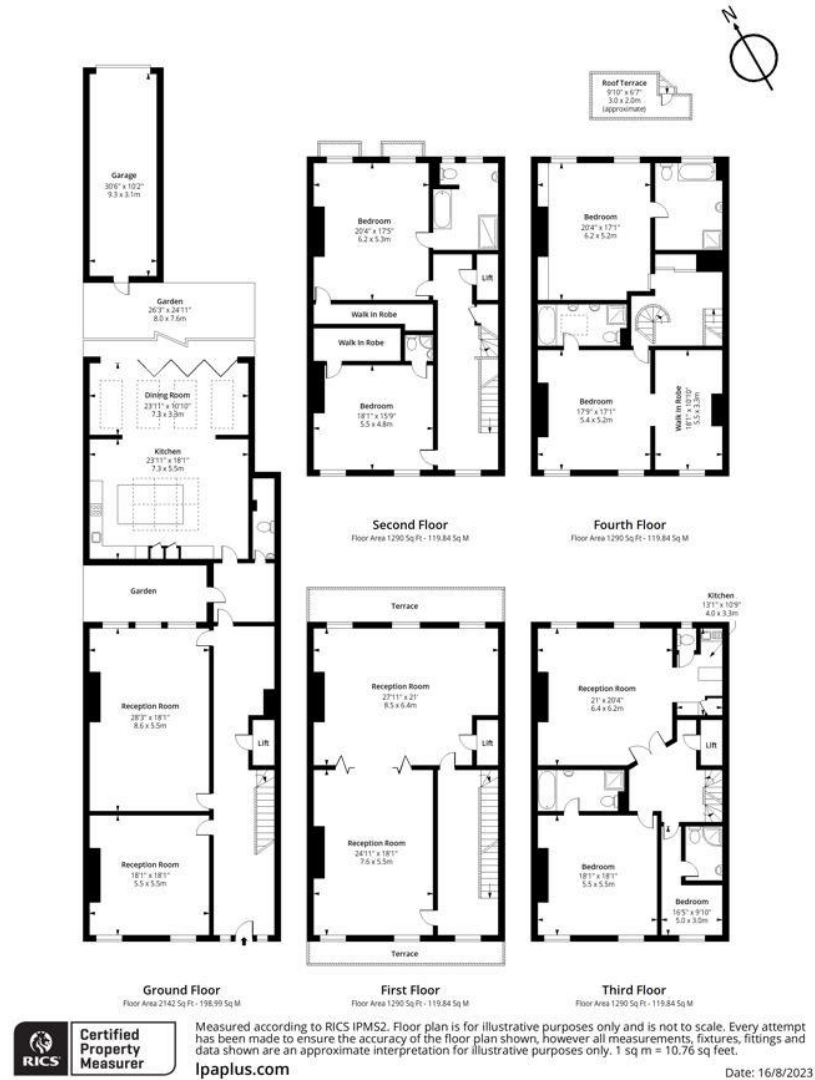 N
Roof Terrace
9'10" x 6'7"
3.0 x 2.0m
(approximate)
Garage
30'6" x 10'2"
9.3 x 3.1m
Garden
26'3" x 24'11"
8.0 x 7.6m
Dining Room
23'11" x 10'10"
7.3 x 3.3m
Kitchen
23'11" x 18'1"
7.3 x 5.5m
Garden
Reception Room
28'3" x 18'1"
8.6 x 5.5m
Lift
Reception Room
18'1" x 18'1"
5.5 x 5.5m
Ground Floor
Floor Area 2142 Sq Ft - 198.99 Sq M
Bedroom
20'4" x 17'5"
6.2 x 5.3m
Lift
Walk In Robe
Walk In Robe
Bedroom
18'1" x 15'9"
5.5 x 4.8m
Second Floor
Floor Area 1290 Sq Ft - 119.84 Sq M
Bedroom
20'4" x 17'1"
6.2 x 5.2m
Bedroom
17'9" x 17'1"
5.4 x 5.2m
Walk In Robe
18'1" x 10'10"
5.5 x 3.3m
Fourth Floor
Floor Area 1290 Sq Ft - 119.84 Sq M
Terrace
Reception Room
27'11" x 21'
8.5 x 6.4m
Lift
Reception Room
24'11" x 18'1"
7.6 x 5.5m
Terrace
First Floor
Floor Area 1290 Sq Ft - 119.84 Sq M
Kitchen
13'1" x 10'9"
4.0 x 3.3m
Reception Room
21' x 20'4"
6.4 x 6.2m
Lift
Bedroom
18'1" x 18'1"
5.5 x 5.5m
Bedroom
16'5" x 9'10"
5.0 x 3.0m
Third Floor
Floor Area 1290 Sq Ft - 119.84 Sq M
RICS
Certified
Property
Measurer
Measured according to RICS IPMS2. Floor plan is for illustrative purposes only and is not to scale. Every attempt
has been made to ensure the accuracy of the floor plan shown, however all measurements, fixtures, fittings and
data shown are an approximate interpretation for illustrative purposes only. 1 sq m = 10.76 sq feet.
lpaplus.com
Date: 16/8/2023